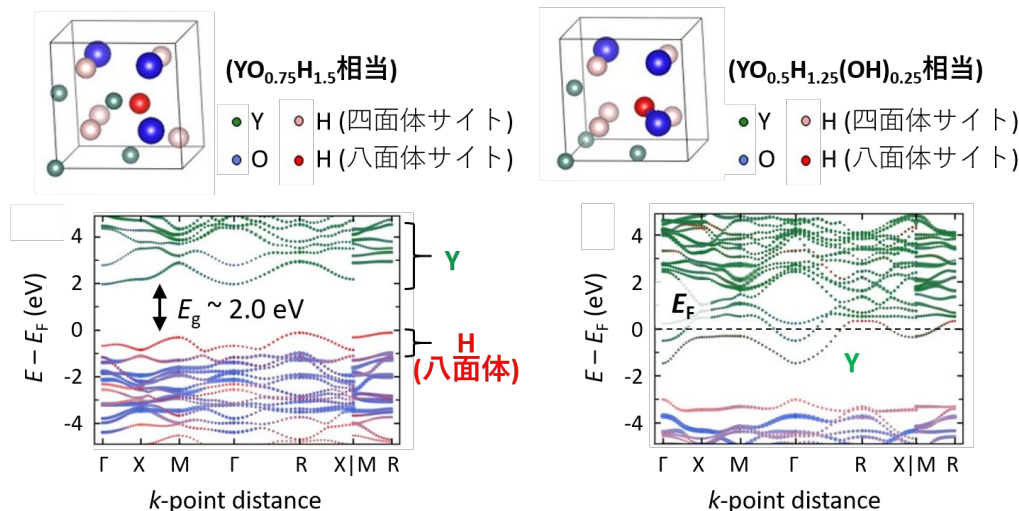 (YO0.75H1.5相当)
Y
H (四面体サイト)
O
H (八面体サイト)
(YO0.5H1.25(OH)0.25相当)
Y
H (四面体サイト)
O
H (八面体サイト)
E − EF (eV)
4
2
0
-2
-4
Eg ~ 2.0 eV
Y
H
(八面体)
Γ X M Γ R X|M R
k-point distance
E − EF (eV)
4
2
0
-2
-4
EF
Y
Γ X M Γ R X|M R
k-point distance